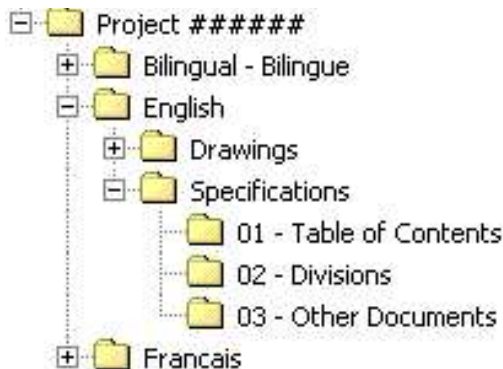 Project ######
Bilingual - Bilingue
English
Drawings
Specifications
01 - Table of Contents
02 - Divisions
03 - Other Documents
Francais